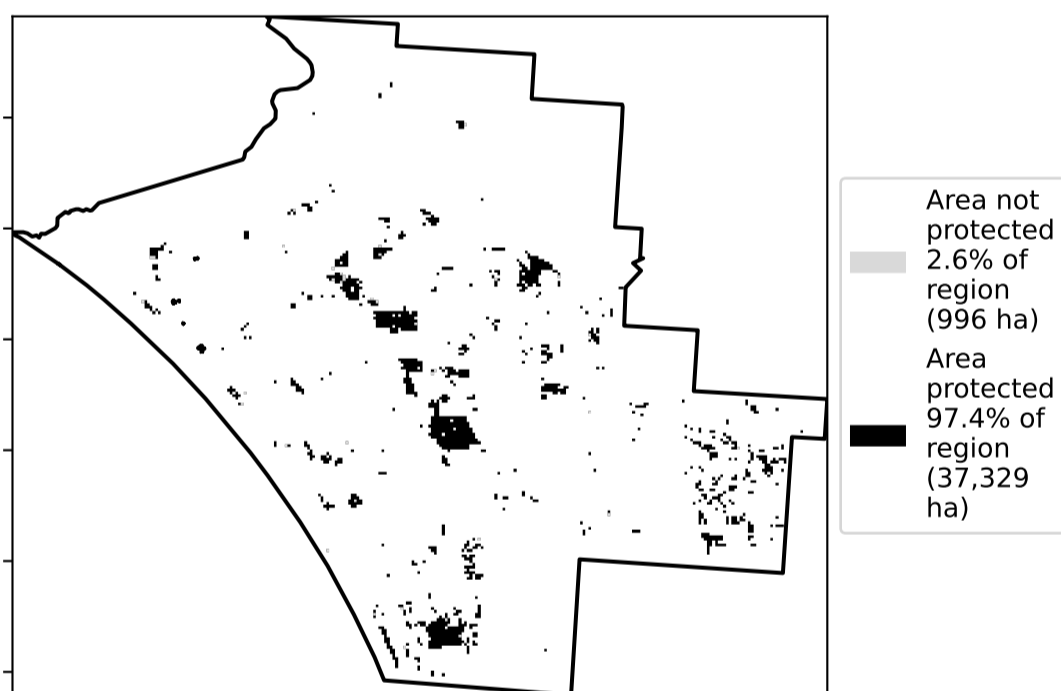 Area not
protected
2.6% of
region
(996 ha)
Area
protected
97.4% of
region
(37,329
ha)